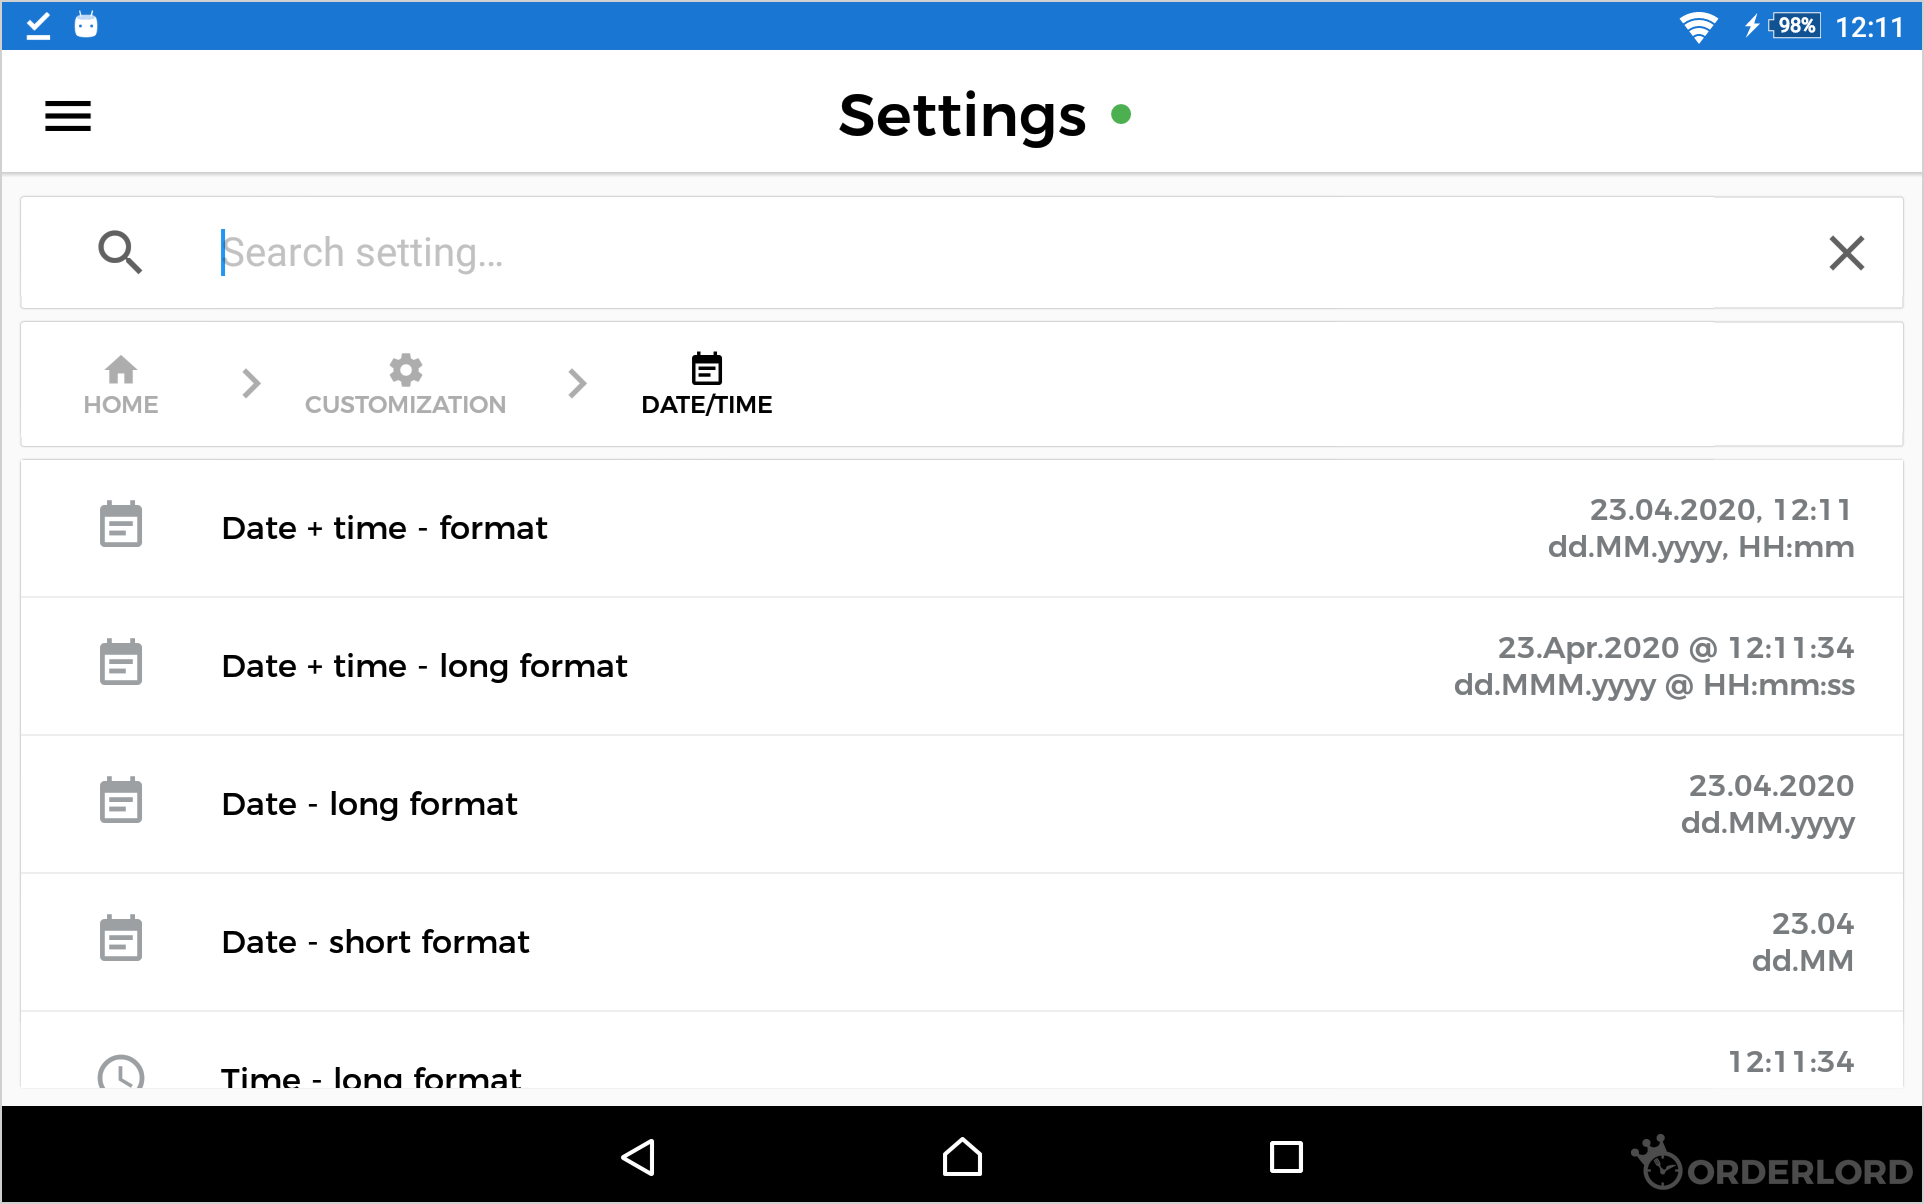 98% 12:11
Settings
Search setting...
HOME
CUSTOMIZATION
DATE/TIME
Date + time - format
23.04.2020, 12:11
dd.MM.yyyy, HH:mm
Date + time - long format
23.Apr.2020 @ 12:11:34
dd.MMM.yyyy @ HH:mm:ss
Date - long format
23.04.2020
dd.MM.yyyy
Date - short format
23.04
dd.MM
Time - long format
12:11:34
ORDERLORD